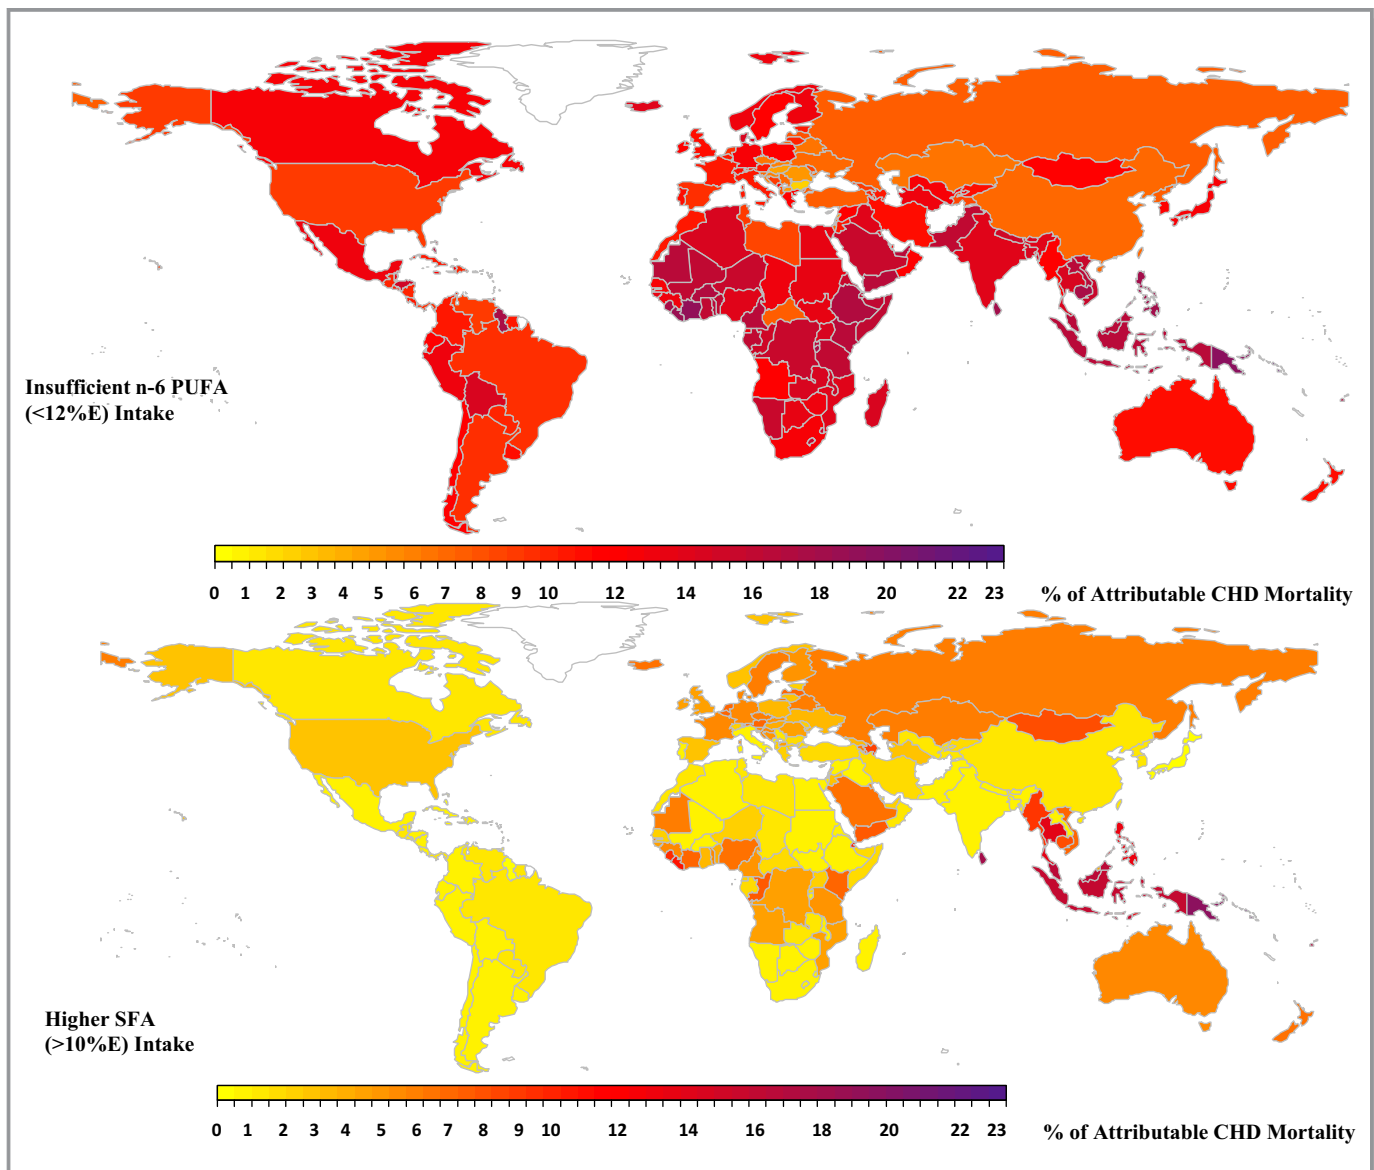 Insufficient n-6 PUFA
(<12%E) Intake
0 1 2 3 4 5 6 7 8 9 10 12 14 16 18 20 22 23
% of Attributable CHD Mortality
Higher SFA
(>10%E) Intake
0 1 2 3 4 5 6 7 8 9 10 12 14 16 18 20 22 23
% of Attributable CHD Mortality